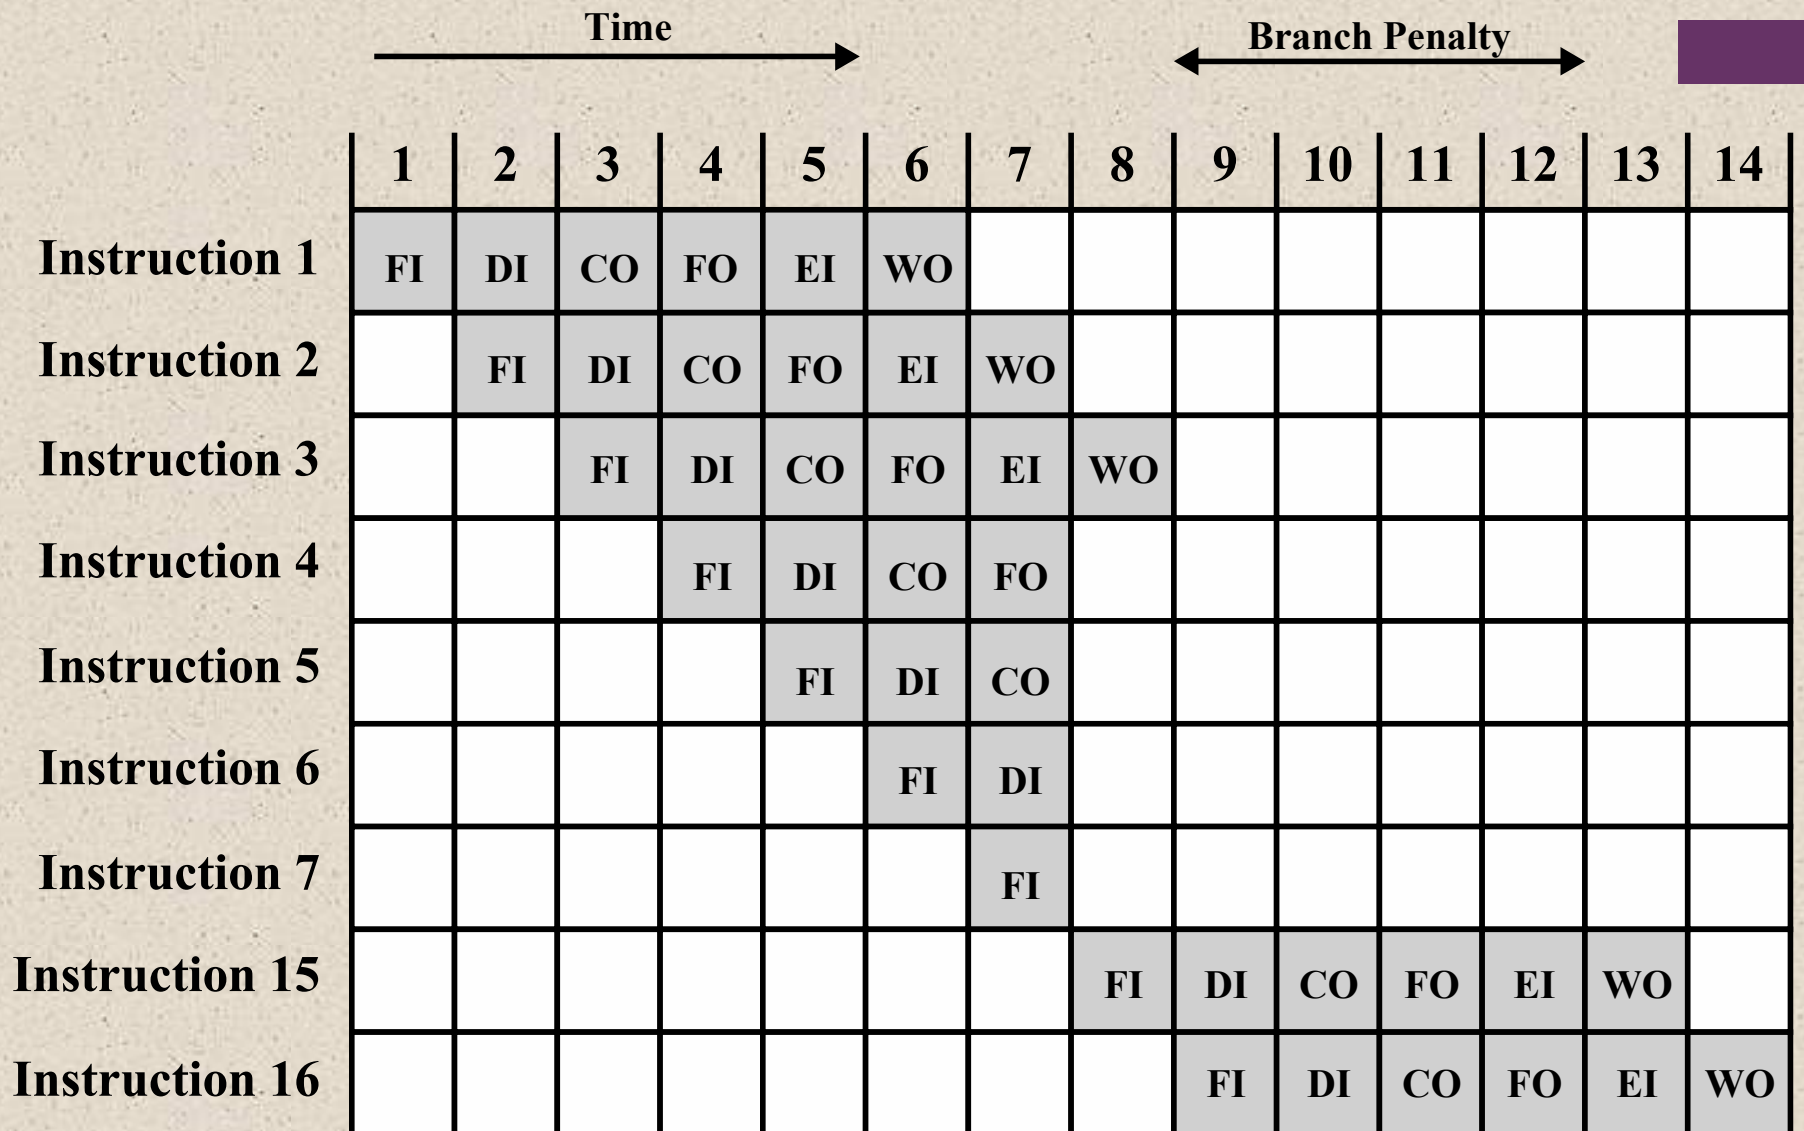 Time
Branch Penalty
1 2 3 4 5 6 7 8 9 10 11 12 13 14
Instruction 1 FI DI CO FO EI WO
Instruction 2 FI DI CO FO EI WO
Instruction 3 FI DI CO FO EI WO
Instruction 4 FI DI CO FO
Instruction 5 FI DI CO
Instruction 6 FI DI
Instruction 7 FI
Instruction 15 FI DI CO FO EI WO
Instruction 16 FI DI CO FO EI WO